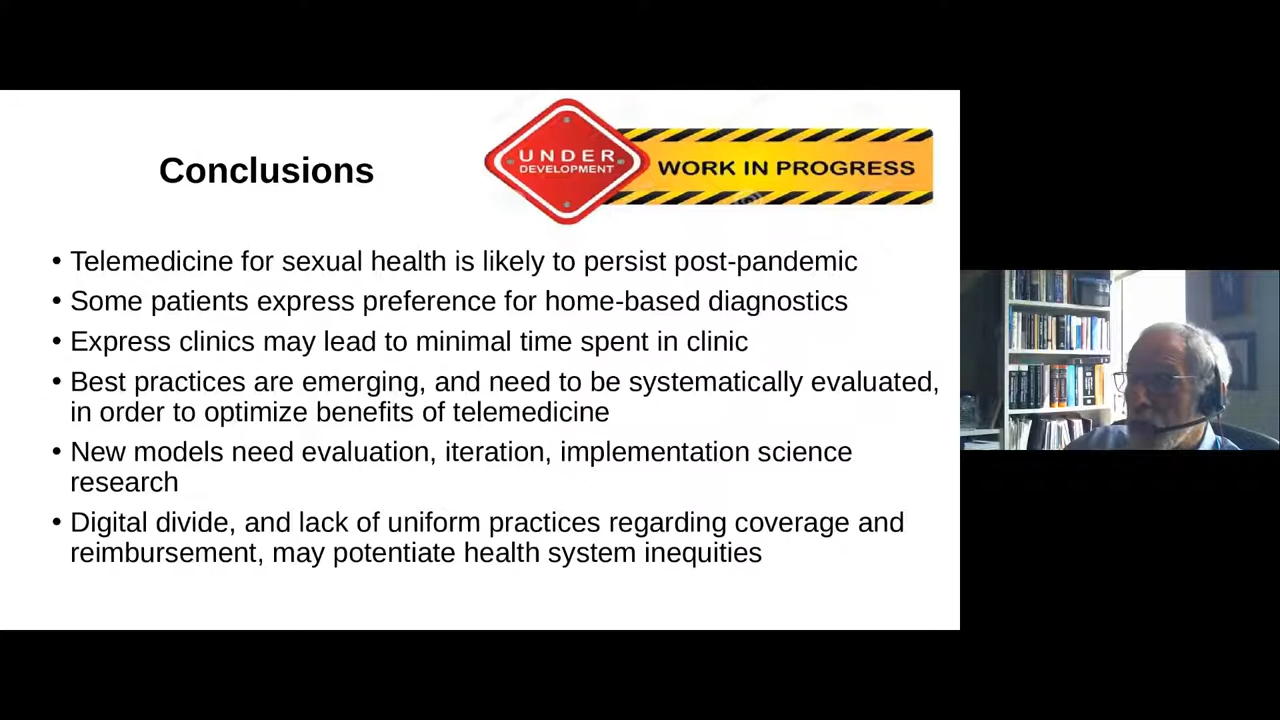 Conclusions
UNDER
DEVELOPMENT
WORK IN PROGRESS
• Telemedicine for sexual health is likely to persist post-pandemic
• Some patients express preference for home-based diagnostics
• Express clinics may lead to minimal time spent in clinic
• Best practices are emerging, and need to be systematically evaluated,
in order to optimize benefits of telemedicine
• New models need evaluation, iteration, implementation science
research
• Digital divide, and lack of uniform practices regarding coverage and
reimbursement, may potentiate health system inequities